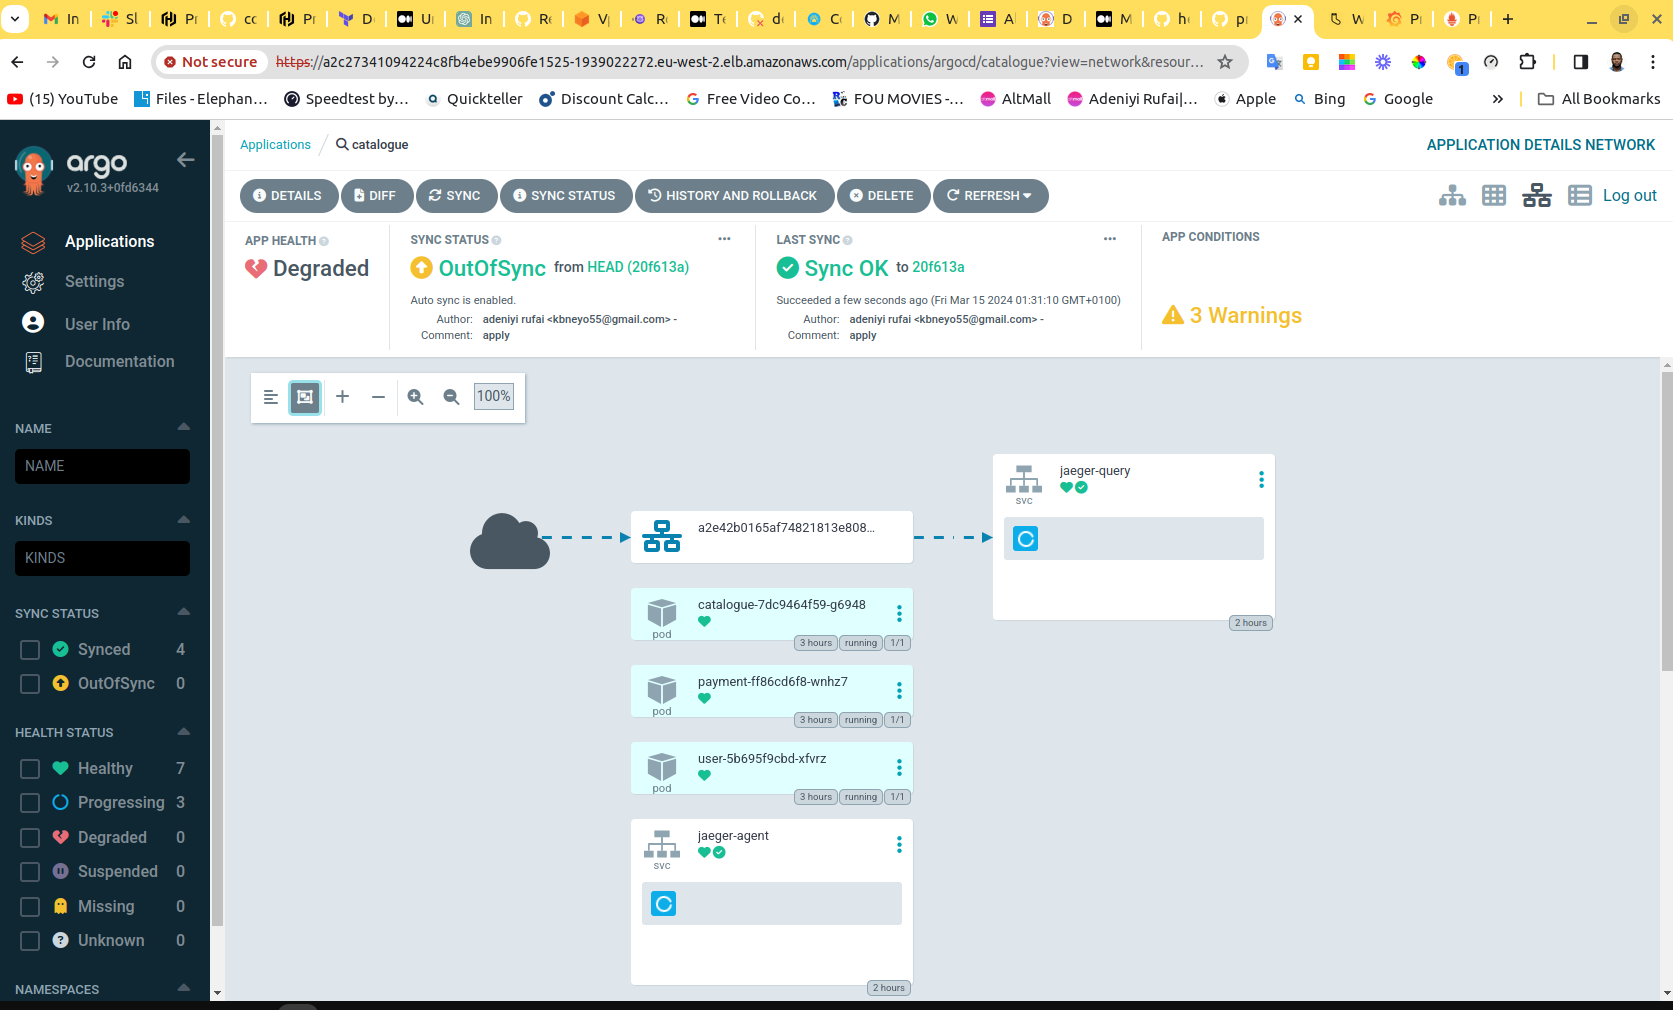 In
Sl
Pr
cc
Pr
D
Ur
In
Re
Vp
Re
Te
de
Cc
M
W
Al
D
M
he
pr
W
Pr
Pr
Not secure
https://a2c27341094224c8fb4ebe9906fe1525-1939022272.eu-west-2.elb.amazonaws.com/applications/argocd/catalogue?view=network&resour...
1
(15) YouTube
Files - Elephan...
Speedtest by...
Quickteller
Discount Calc...
Free Video Co...
FOU MOVIES -...
AltMall
Adeniyi Rufai|...
Apple
Bing
Google
»
All Bookmarks
argo
v2.10.3+0fd6344
Applications
Settings
User Info
Documentation
NAME
NAME
KINDS
KINDS
SYNC STATUS
Synced 4
OutOfSync 0
HEALTH STATUS
Healthy 7
Progressing 3
Degraded 0
Suspended 0
Missing 0
Unknown 0
NAMESPACES
Applications / catalogue
APPLICATION DETAILS NETWORK
DETAILS
DIFF
SYNC
SYNC STATUS
HISTORY AND ROLLBACK
DELETE
REFRESH
Log out
APP HEALTH
Degraded
SYNC STATUS
OutOfSync from HEAD (20f613a)
Auto sync is enabled.
Author: adeniyi rufai <kbneyo55@gmail.com> -
Comment: apply
LAST SYNC
Sync OK to 20f613a
Succeeded a few seconds ago (Fri Mar 15 2024 01:31:10 GMT+0100)
Author: adeniyi rufai <kbneyo55@gmail.com> -
Comment: apply
APP CONDITIONS
3 Warnings
100%
a2e42b0165af74821813e808...
jaeger-query
svc
2 hours
catalogue-7dc9464f59-g6948
pod
3 hours running 1/1
payment-ff86cd6f8-wnhz7
pod
3 hours running 1/1
user-5b695f9cbd-xfvrz
pod
3 hours running 1/1
jaeger-agent
svc
2 hours